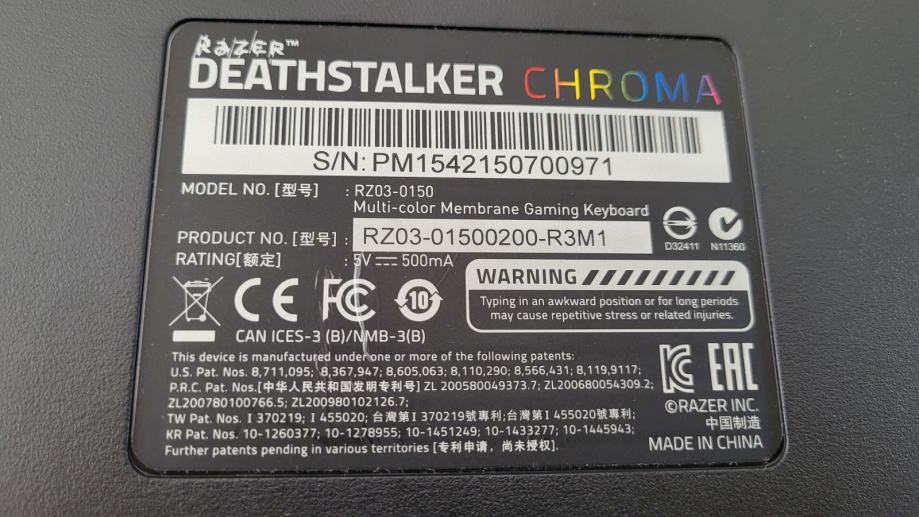 RAZER™
DEATHSTALKER CHROMA
S/N: PM1542150700971
MODEL NO. [型号] : RZ03-0150
Multi-color Membrane Gaming Keyboard
PRODUCT NO. [型号] : RZ03-01500200-R3M1
RATING[额定] : 5V ⎓ 500mA
D32411 N11360
WARNING
Typing in an awkward position or for long periods
may cause repetitive stress or related injuries.
CE FC 10
CAN ICES-3 (B)/NMB-3(B)
This device is manufactured under one or more of the following patents:
U.S. Pat. Nos. 8,711,095; 8,367,947; 8,605,063; 8,110,290; 8,566,431; 8,119,9117;
P.R.C. Pat. Nos.[中华人民共和国发明专利号] ZL 200580049373.7; ZL200680054309.2;
ZL200780100766.5; ZL200980102126.7;
TW Pat. Nos. I 370219; I 455020; 台灣第I 370219號專利;台灣第I 455020號專利;
KR Pat. Nos. 10-1260377; 10-1278955; 10-1451249; 10-1433277; 10-1445943;
Further patents pending in various territories [专利申请，尚未授权].
EAC
©RAZER INC.
中国制造
MADE IN CHINA